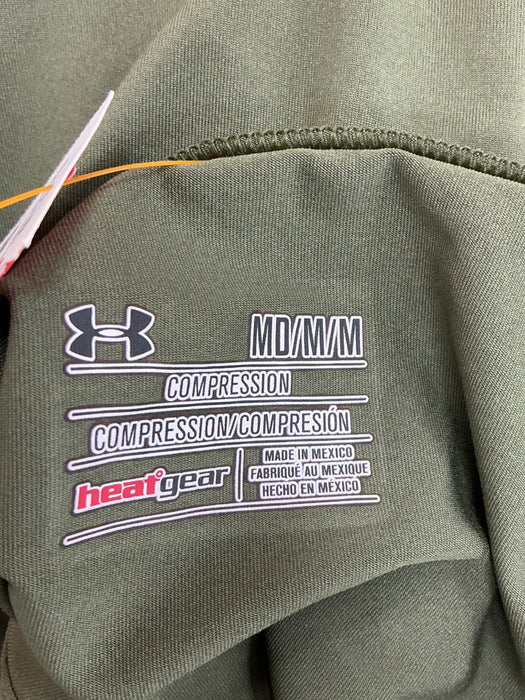 MD/M/M
COMPRESSION
COMPRESSION/COMPRESIÓN
heatgear
MADE IN MEXICO
FABRIQUÉ AU MEXIQUE
HECHO EN MÉXICO